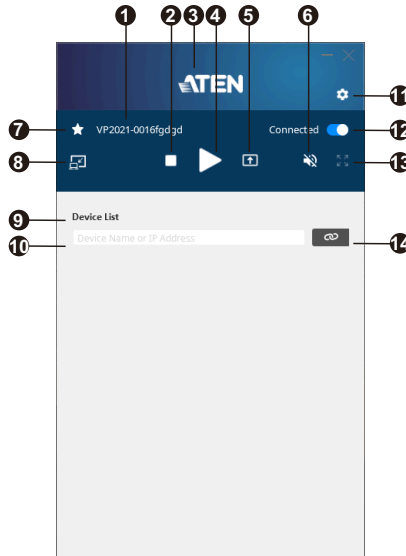 1 2 3 4 5 6
ATEN
11
7 VP2021-0016fgdgd Connected 12
8 13
9 Device List
10 Device Name or IP Address 14